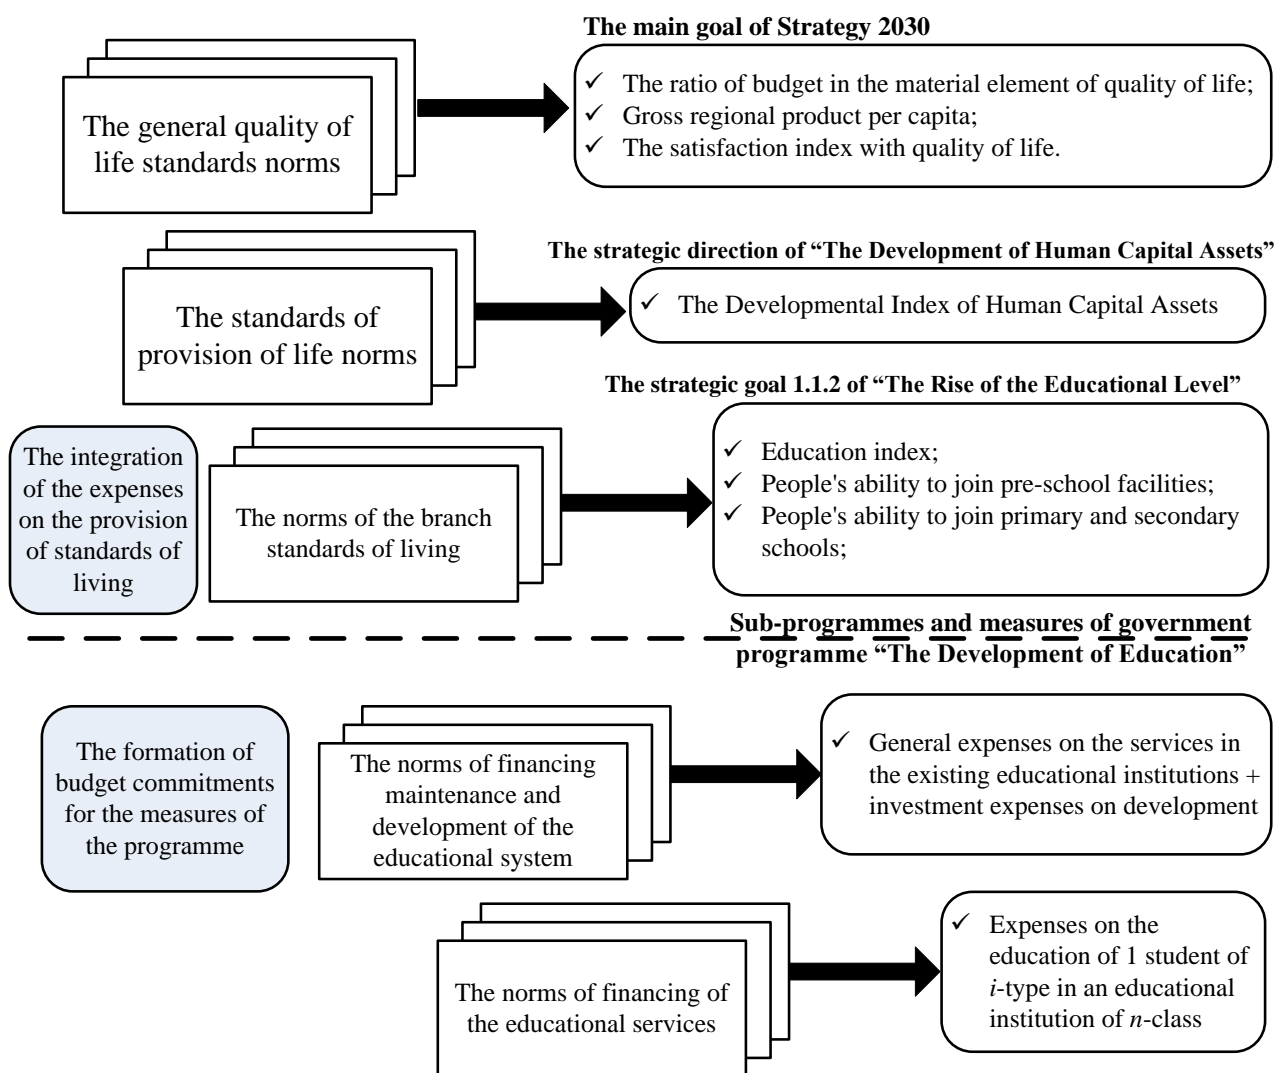 The main goal of Strategy 2030
The general quality of
life standards norms
✓ The ratio of budget in the material element of quality of life;
✓ Gross regional product per capita;
✓ The satisfaction index with quality of life.
The strategic direction of “The Development of Human Capital Assets”
The standards of
provision of life norms
✓ The Developmental Index of Human Capital Assets
The strategic goal 1.1.2 of “The Rise of the Educational Level”
The integration
of the expenses
on the provision
of standards of
living
The norms of the branch
standards of living
✓ Education index;
✓ People's ability to join pre-school facilities;
✓ People's ability to join primary and secondary
schools;
Sub-programmes and measures of government
programme “The Development of Education”
The formation of
budget commitments
for the measures of
the programme
The norms of financing
maintenance and
development of the
educational system
✓ General expenses on the services in
the existing educational institutions +
investment expenses on development
The norms of financing of
the educational services
✓ Expenses on the
education of 1 student of
i-type in an educational
institution of n-class